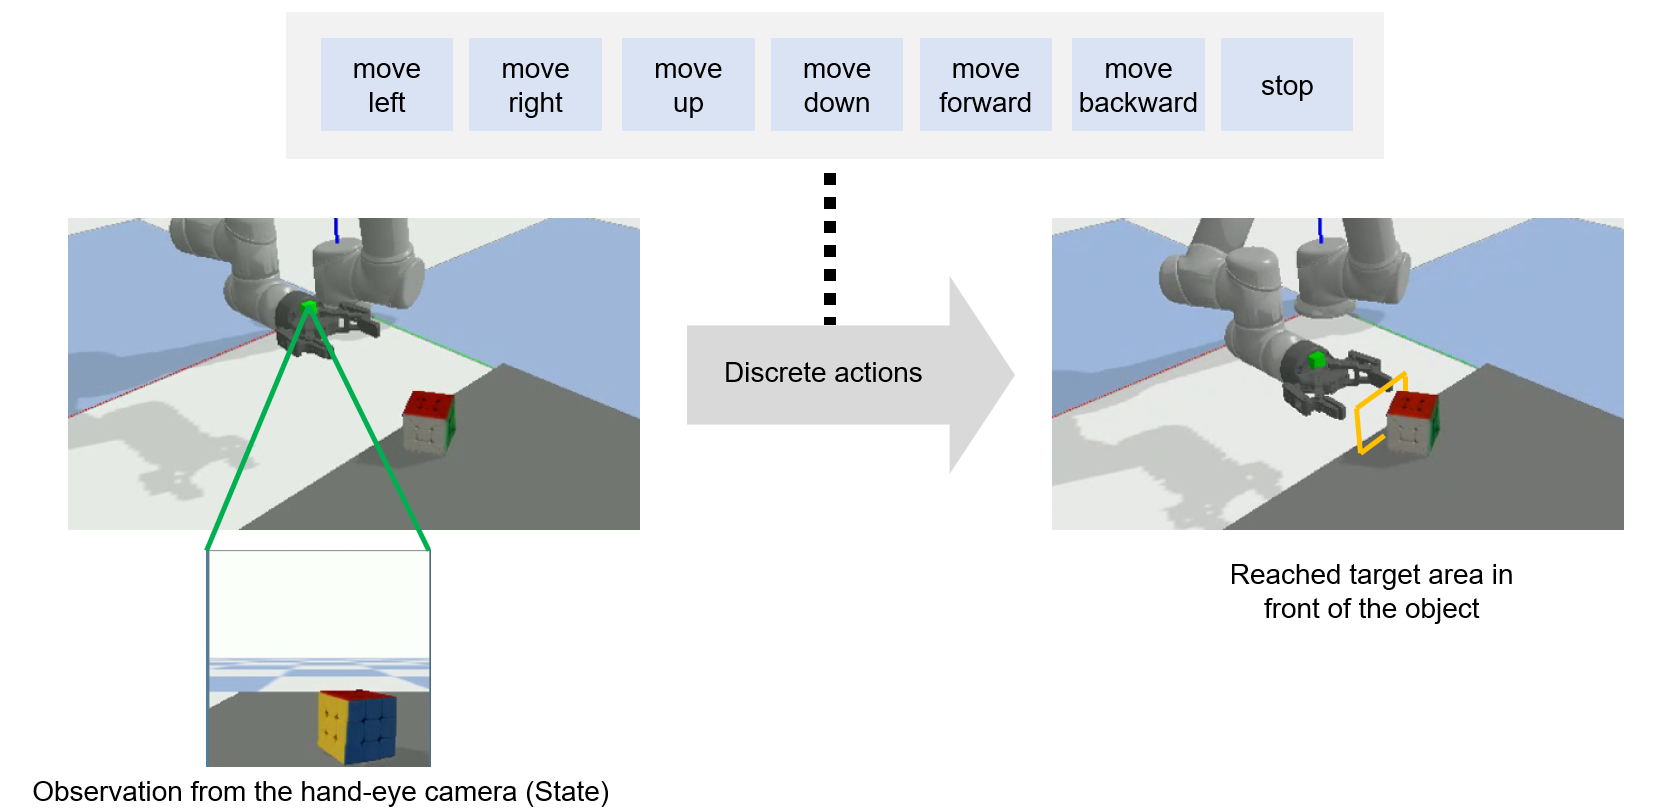 move
left
move
right
move
up
move
down
move
forward
move
backward
stop
Discrete actions
Reached target area in
front of the object
Observation from the hand-eye camera (State)